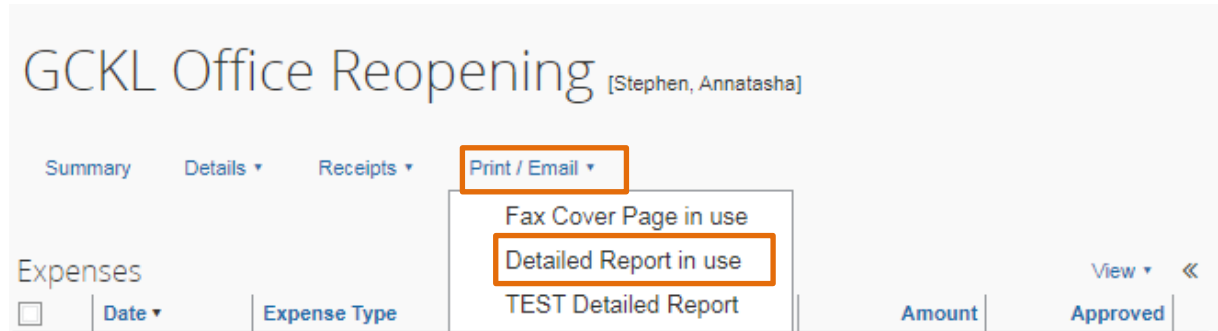 GCKL Office Reopening [Stephen, Annatasha]
Summary Details ▾ Receipts ▾ Print / Email ▾
Fax Cover Page in use
Detailed Report in use
TEST Detailed Report
Expenses View ▾ «
Date ▾ Expense Type Amount Approved